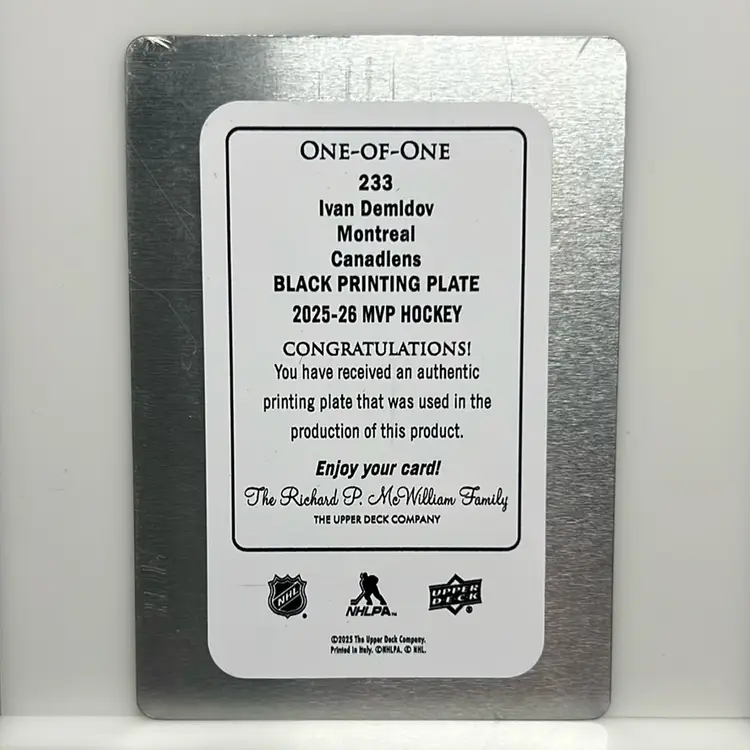 ONE-OF-ONE
233
Ivan Demidov
Montreal
Canadiens
BLACK PRINTING PLATE
2025-26 MVP HOCKEY
CONGRATULATIONS!
You have received an authentic
printing plate that was used in the
production of this product.
Enjoy your card!
The Richard P. McWilliam Family
THE UPPER DECK COMPANY
NHL ®
NHLPA™
UPPER DECK ®
©2025 The Upper Deck Company.
Printed in Italy. ©NHLPA. © NHL.